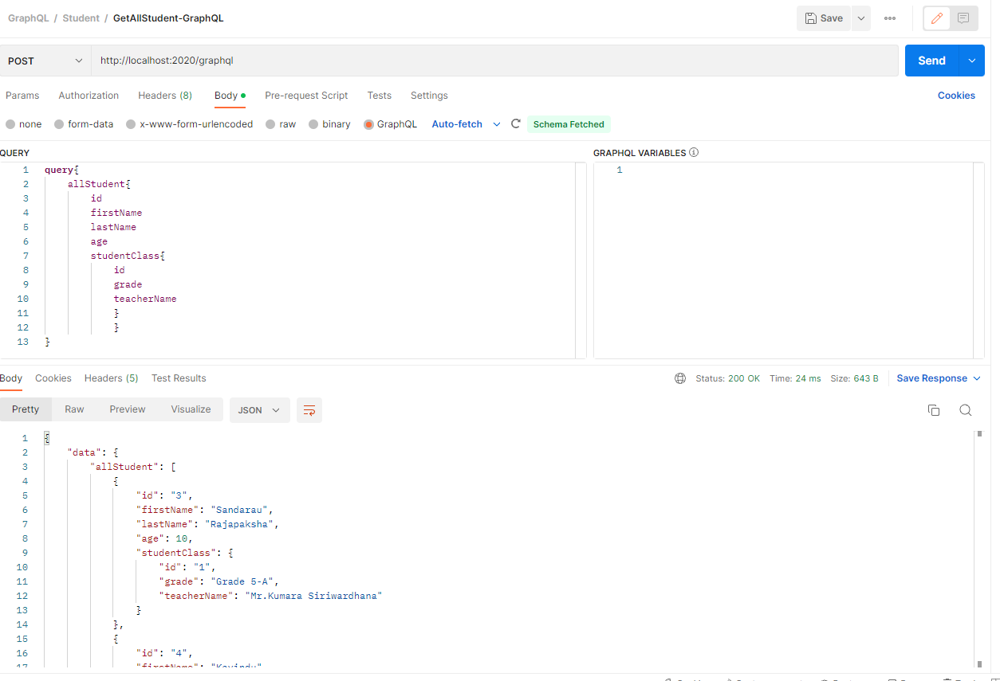 GraphQL / Student / GetAllStudent-GraphQL
Save
POST
http://localhost:2020/graphql
Send
Params Authorization Headers (8) Body Pre-request Script Tests Settings Cookies
none form-data x-www-form-urlencoded raw binary GraphQL Auto-fetch Schema Fetched
QUERY
1 query{
2 allStudent{
3 id
4 firstName
5 lastName
6 age
7 studentClass{
8 id
9 grade
10 teacherName
11 }
12 }
13 }
GRAPHQL VARIABLES
1
Body Cookies Headers (5) Test Results Status: 200 OK Time: 24 ms Size: 643 B Save Response
Pretty Raw Preview Visualize JSON
1 {
2 "data": {
3 "allStudent": [
4 {
5 "id": "3",
6 "firstName": "Sandarau",
7 "lastName": "Rajapaksha",
8 "age": 10,
9 "studentClass": {
10 "id": "1",
11 "grade": "Grade 5-A",
12 "teacherName": "Mr.Kumara Siriwardhana"
13 }
14 },
15 {
16 "id": "4",
17 "firstName": "Kavindu"